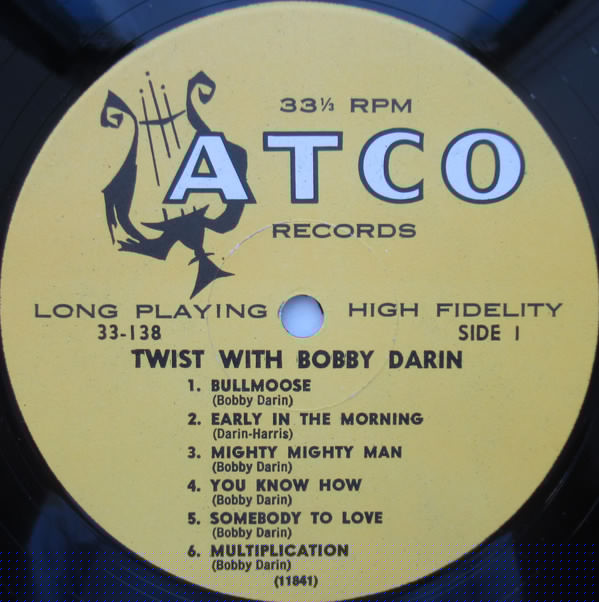 33⅓ RPM
ATCO
RECORDS
LONG PLAYING HIGH FIDELITY
33-138 SIDE 1
TWIST WITH BOBBY DARIN
1. BULLMOOSE
(Bobby Darin)
2. EARLY IN THE MORNING
(Darin-Harris)
3. MIGHTY MIGHTY MAN
(Bobby Darin)
4. YOU KNOW HOW
(Bobby Darin)
5. SOMEBODY TO LOVE
(Bobby Darin)
6. MULTIPLICATION
(Bobby Darin)
(11841)